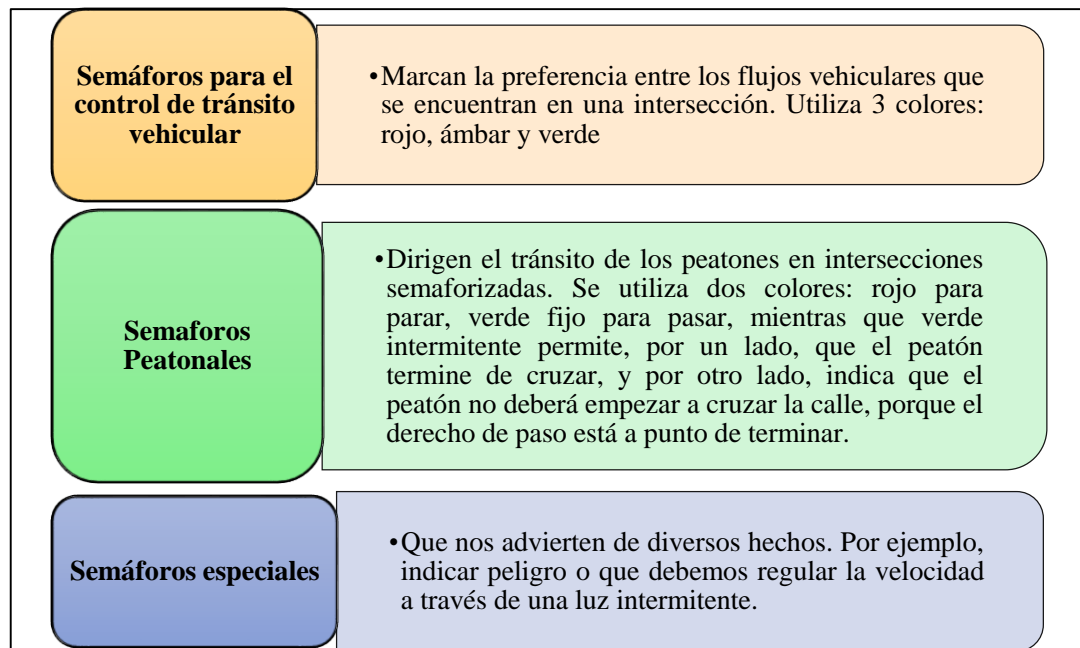 Semáforos para el
control de tránsito
vehicular
•Marcan la preferencia entre los flujos vehiculares que
se encuentran en una intersección. Utiliza 3 colores:
rojo, ámbar y verde
Semaforos
Peatonales
•Dirigen el tránsito de los peatones en intersecciones
semaforizadas. Se utiliza dos colores: rojo para
parar, verde fijo para pasar, mientras que verde
intermitente permite, por un lado, que el peatón
termine de cruzar, y por otro lado, indica que el
peatón no deberá empezar a cruzar la calle, porque el
derecho de paso está a punto de terminar.
Semáforos especiales
•Que nos advierten de diversos hechos. Por ejemplo,
indicar peligro o que debemos regular la velocidad
a través de una luz intermitente.